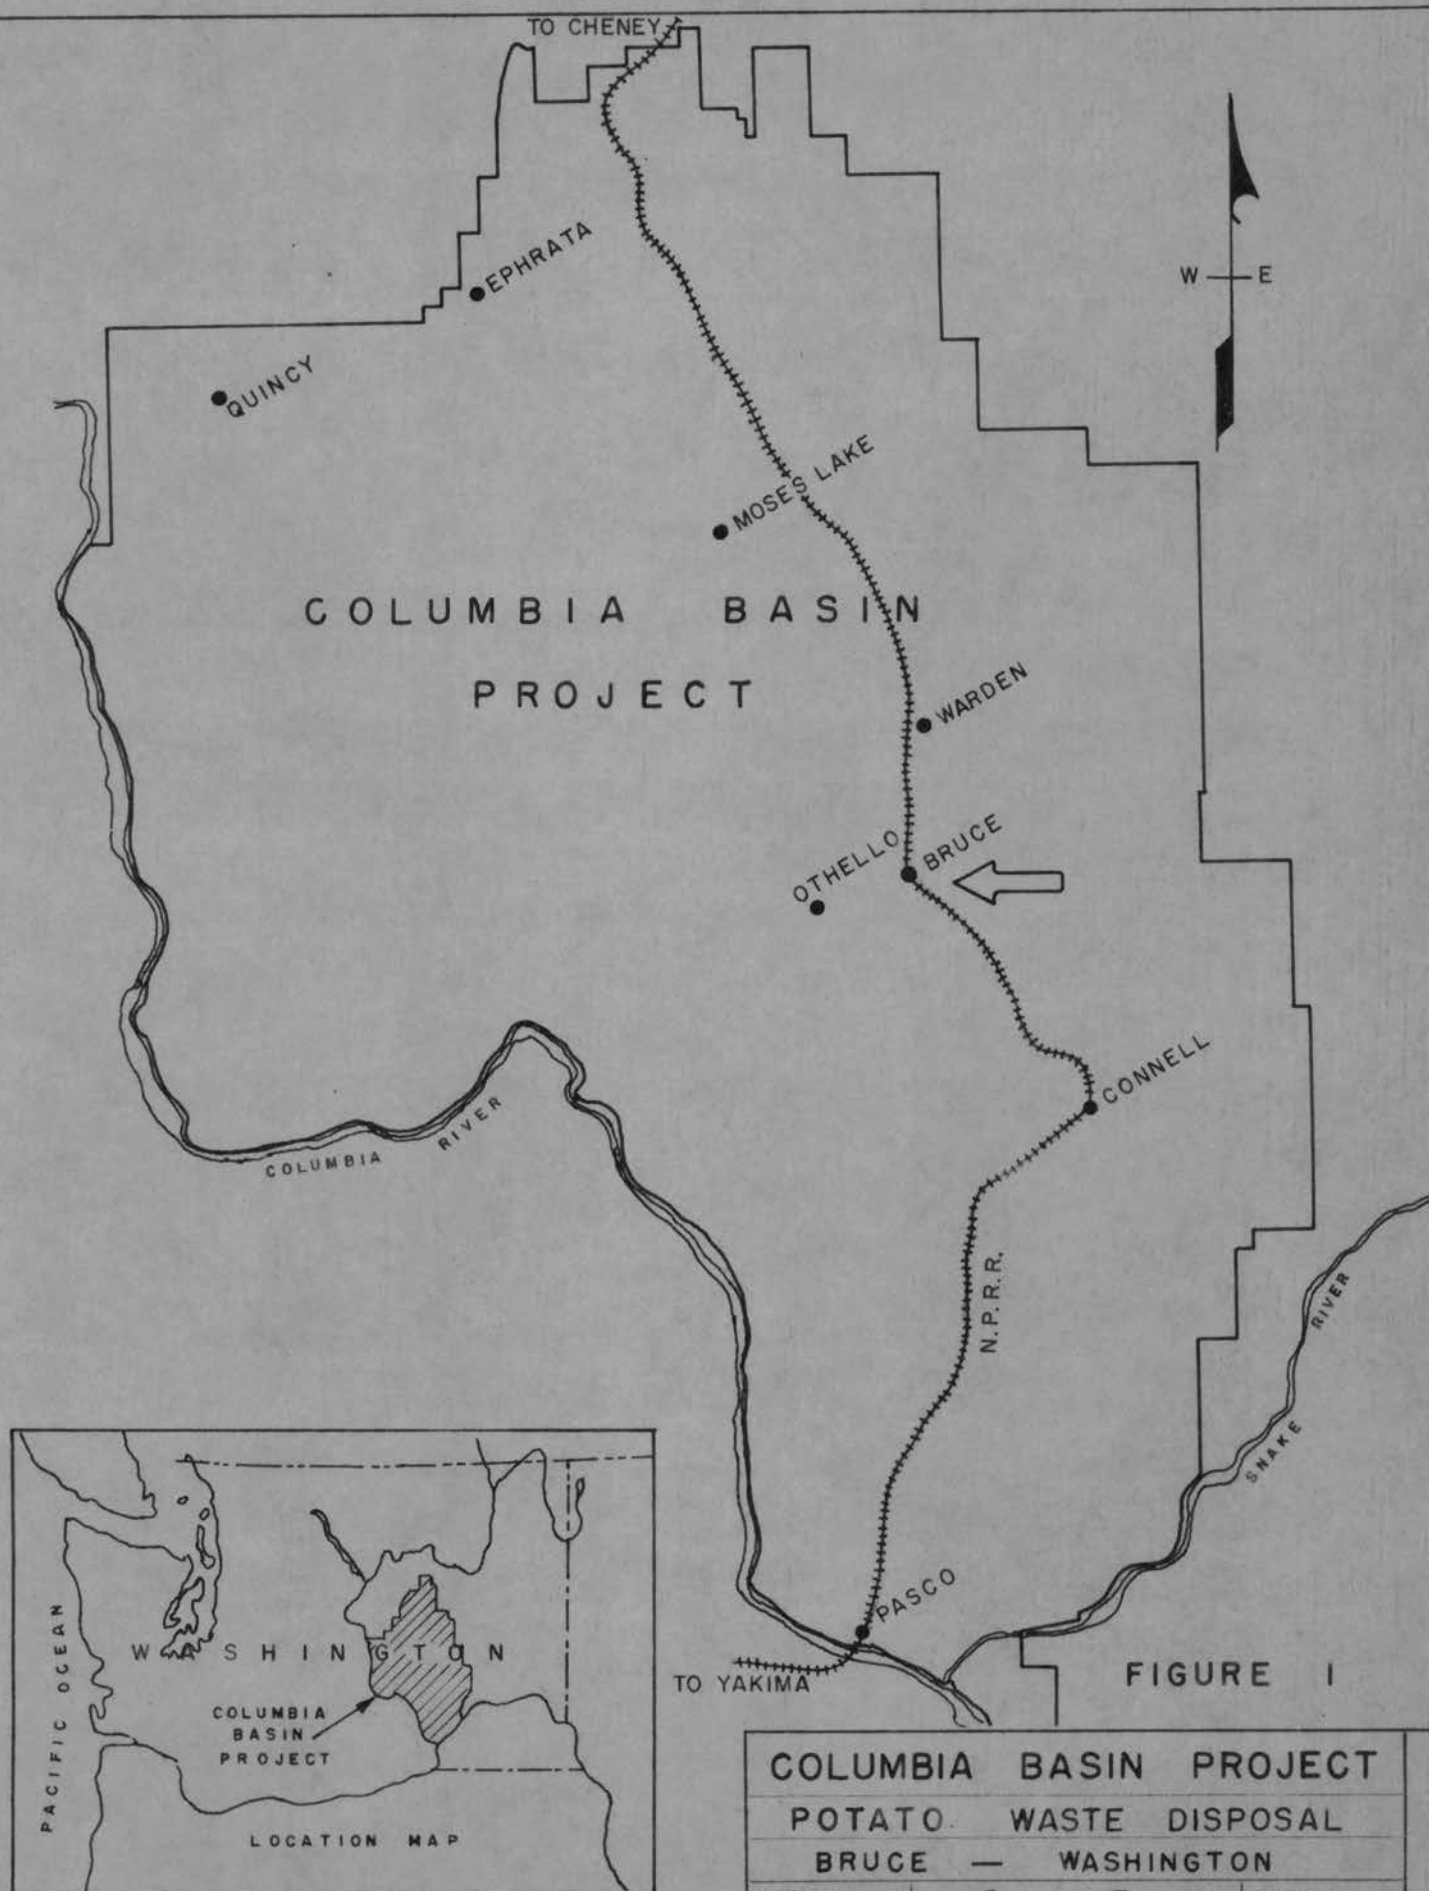 TO CHENEY
EPHRATA
W E
QUINCY
MOSES LAKE
COLUMBIA BASIN
PROJECT
WARDEN
OTHELLO
BRUCE
CONNELL
COLUMBIA RIVER
N.P.R.R.
RIVER
SNAKE
PASCO
TO YAKIMA
FIGURE 1
PACIFIC OCEAN
WASHINGTON
COLUMBIA
BASIN
PROJECT
LOCATION MAP
COLUMBIA BASIN PROJECT
POTATO WASTE DISPOSAL
BRUCE — WASHINGTON